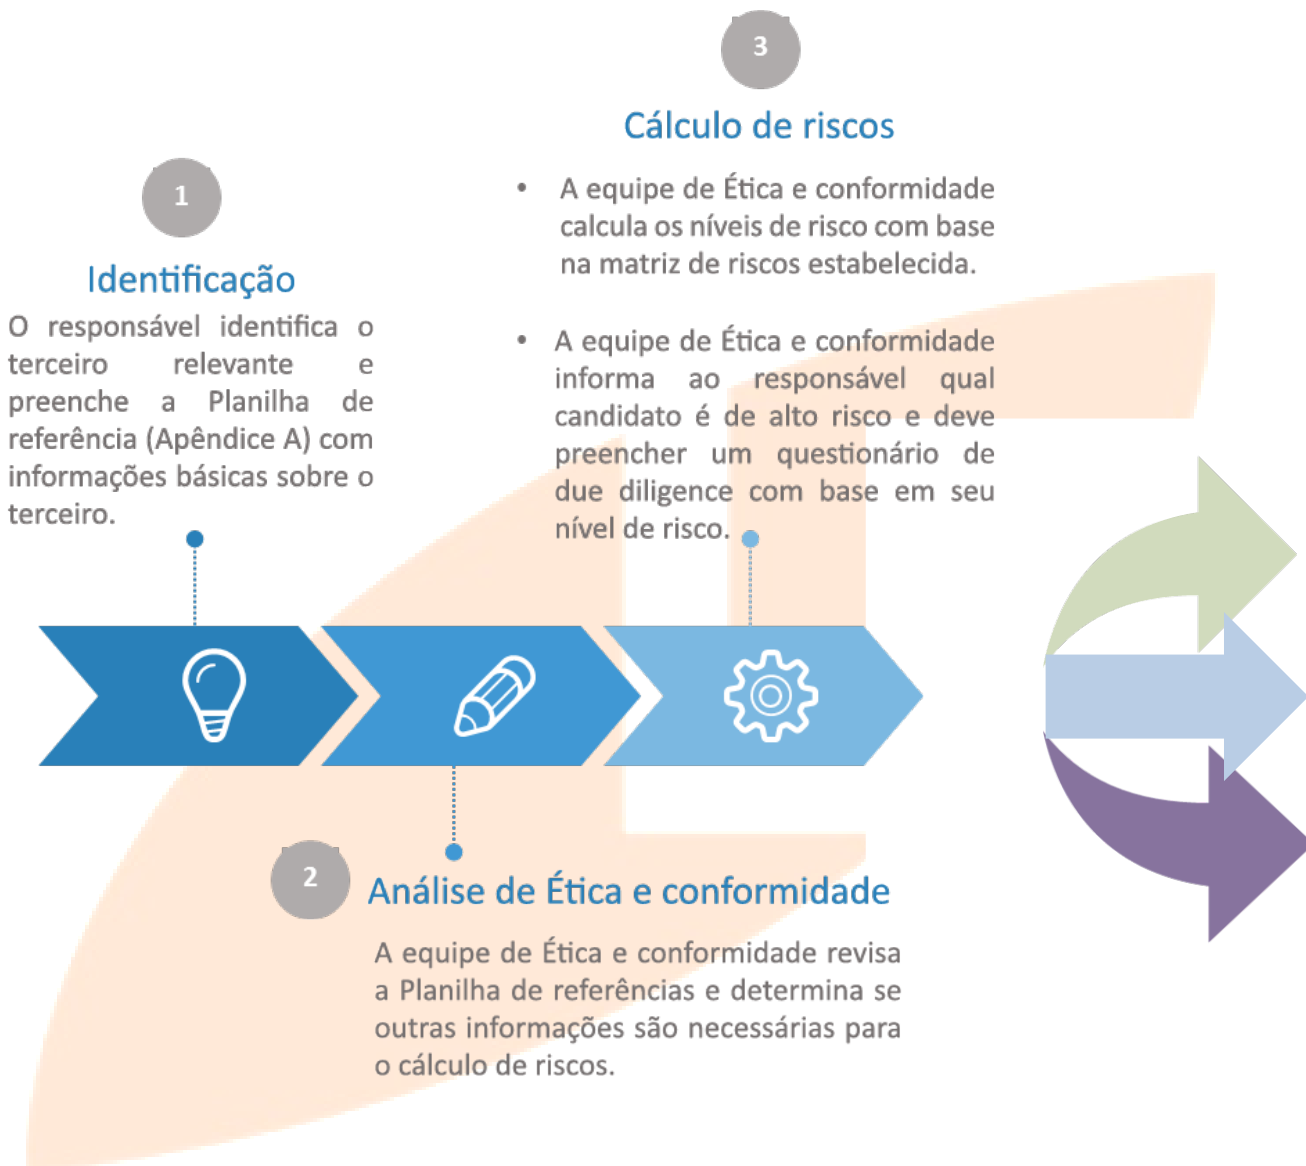 1
Identificação
O responsável identifica o
terceiro relevante e
preenche a Planilha de
referência (Apêndice A) com
informações básicas sobre o
terceiro.
2
Análise de Ética e conformidade
A equipe de Ética e conformidade revisa
a Planilha de referências e determina se
outras informações são necessárias para
o cálculo de riscos.
3
Cálculo de riscos
• A equipe de Ética e conformidade
calcula os níveis de risco com base
na matriz de riscos estabelecida.
• A equipe de Ética e conformidade
informa ao responsável qual
candidato é de alto risco e deve
preencher um questionário de
due diligence com base em seu
nível de risco.